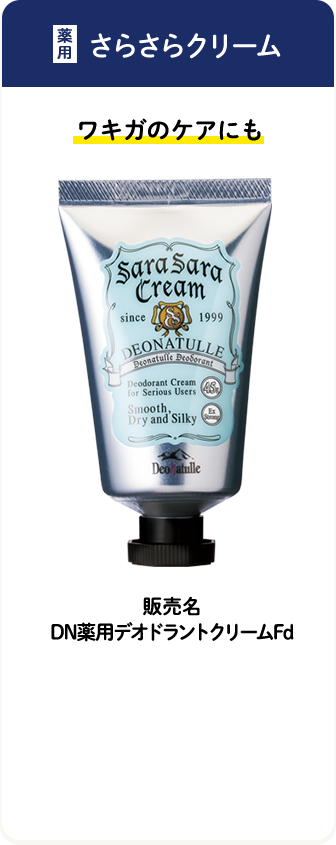 薬用 さらさらクリーム
ワキガのケアにも
Sara Sara
Cream
since 1999
DEONATULLE
Deonatulle Deodorant
Deodorant Cream
for Serious Users
Smooth,
Dry and Silky
Ex
Strong
DeoNatulle
販売名
DN薬用デオドラントクリームFd